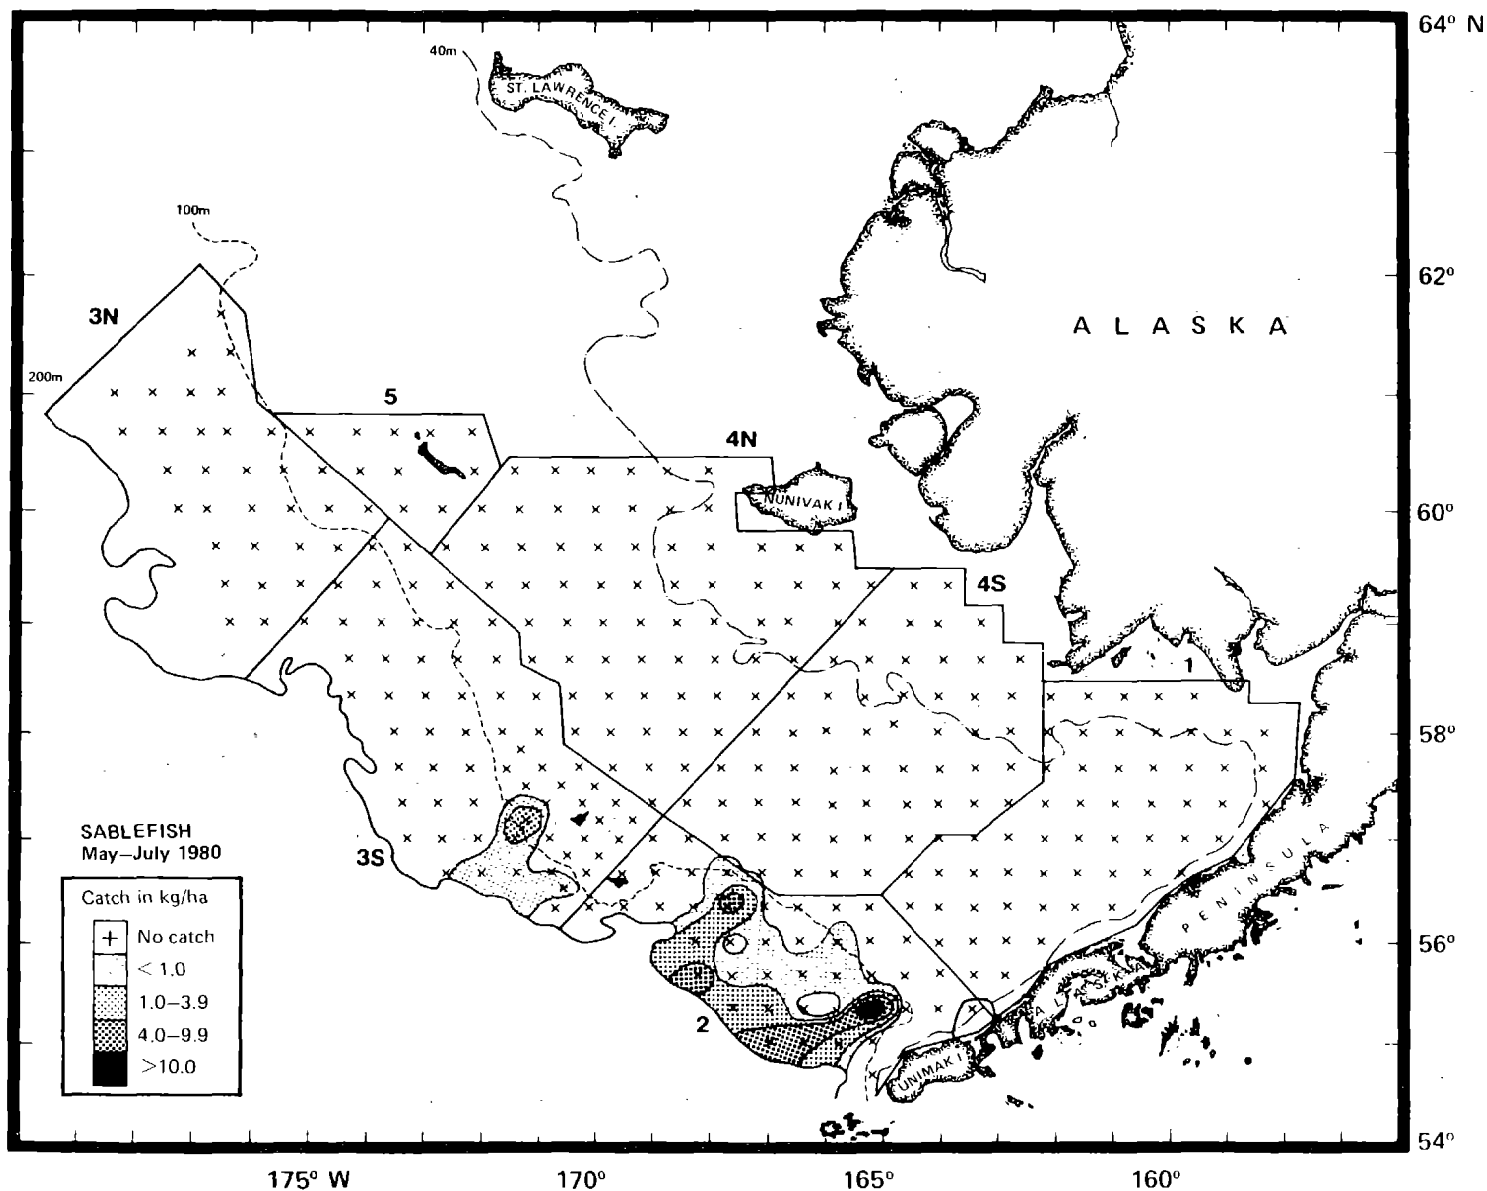 64° N
40m
ST. LAWRENCE I.
100m
62°
3N
ALASKA
200m
5
4N
NUNIVAK I
60°
4S
1
58°
SABLEFISH
May–July 1980
3S
Catch in kg/ha
+ No catch
< 1.0
1.0–3.9
4.0–9.9
>10.0
PENINSULA
56°
ALASKA
2
UNIMAK I
54°
175° W
170°
165°
160°